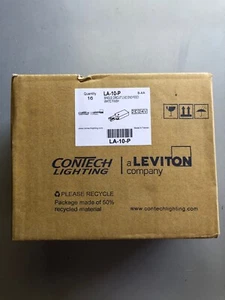 Quantity
10
LA-10-P
LA-10-P
CONTECH
LIGHTING
a LEVITON
company
PLEASE RECYCLE
Package made of 50%
recycled material
www.contechlighting.com